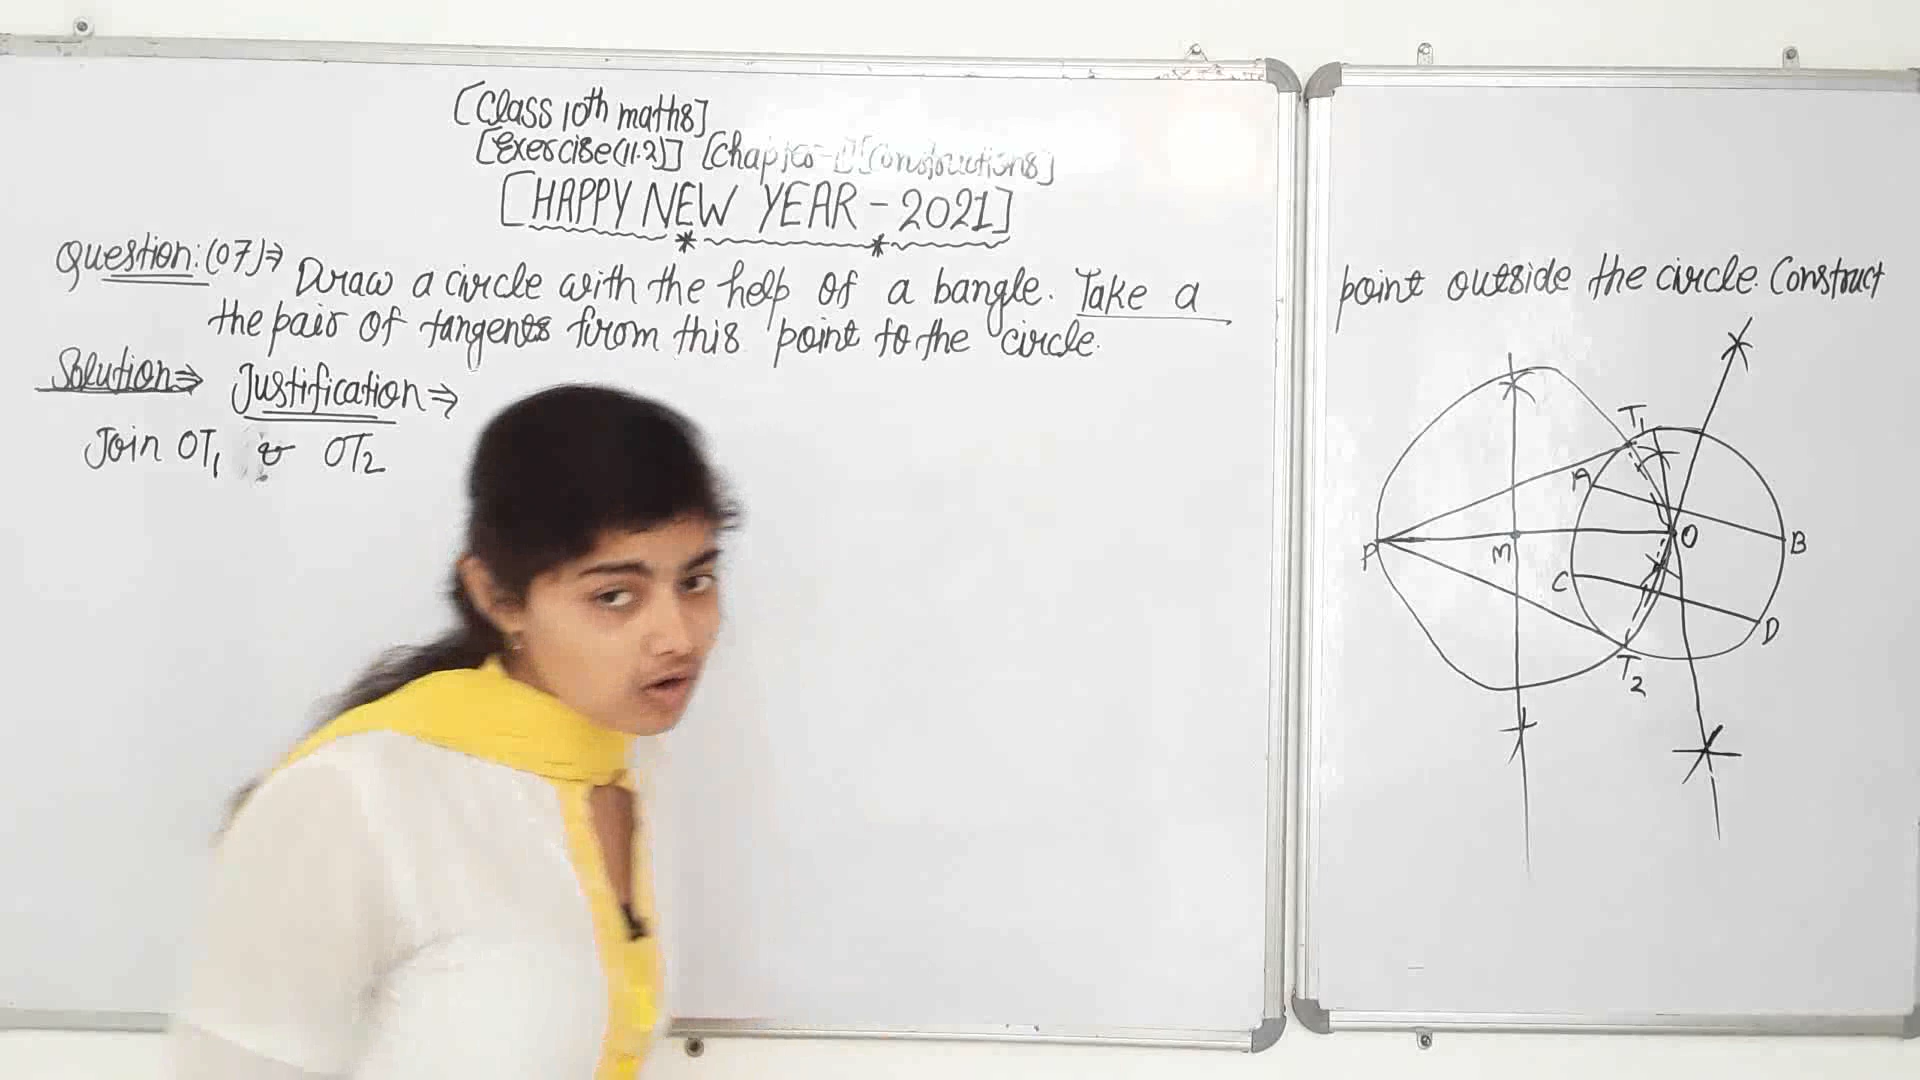 [Class 10th maths]
[Exercise(11.2)] [Chapter-11][Constructions]
[HAPPY NEW YEAR - 2021]
Question:(07)⇒ Draw a circle with the help of a bangle. Take a
point outside the circle. Construct
the pair of tangents from this point to the circle.
Solution⇒ Justification⇒
Join OT1 & OT2
T1
A
P
M
O
B
C
D
T2